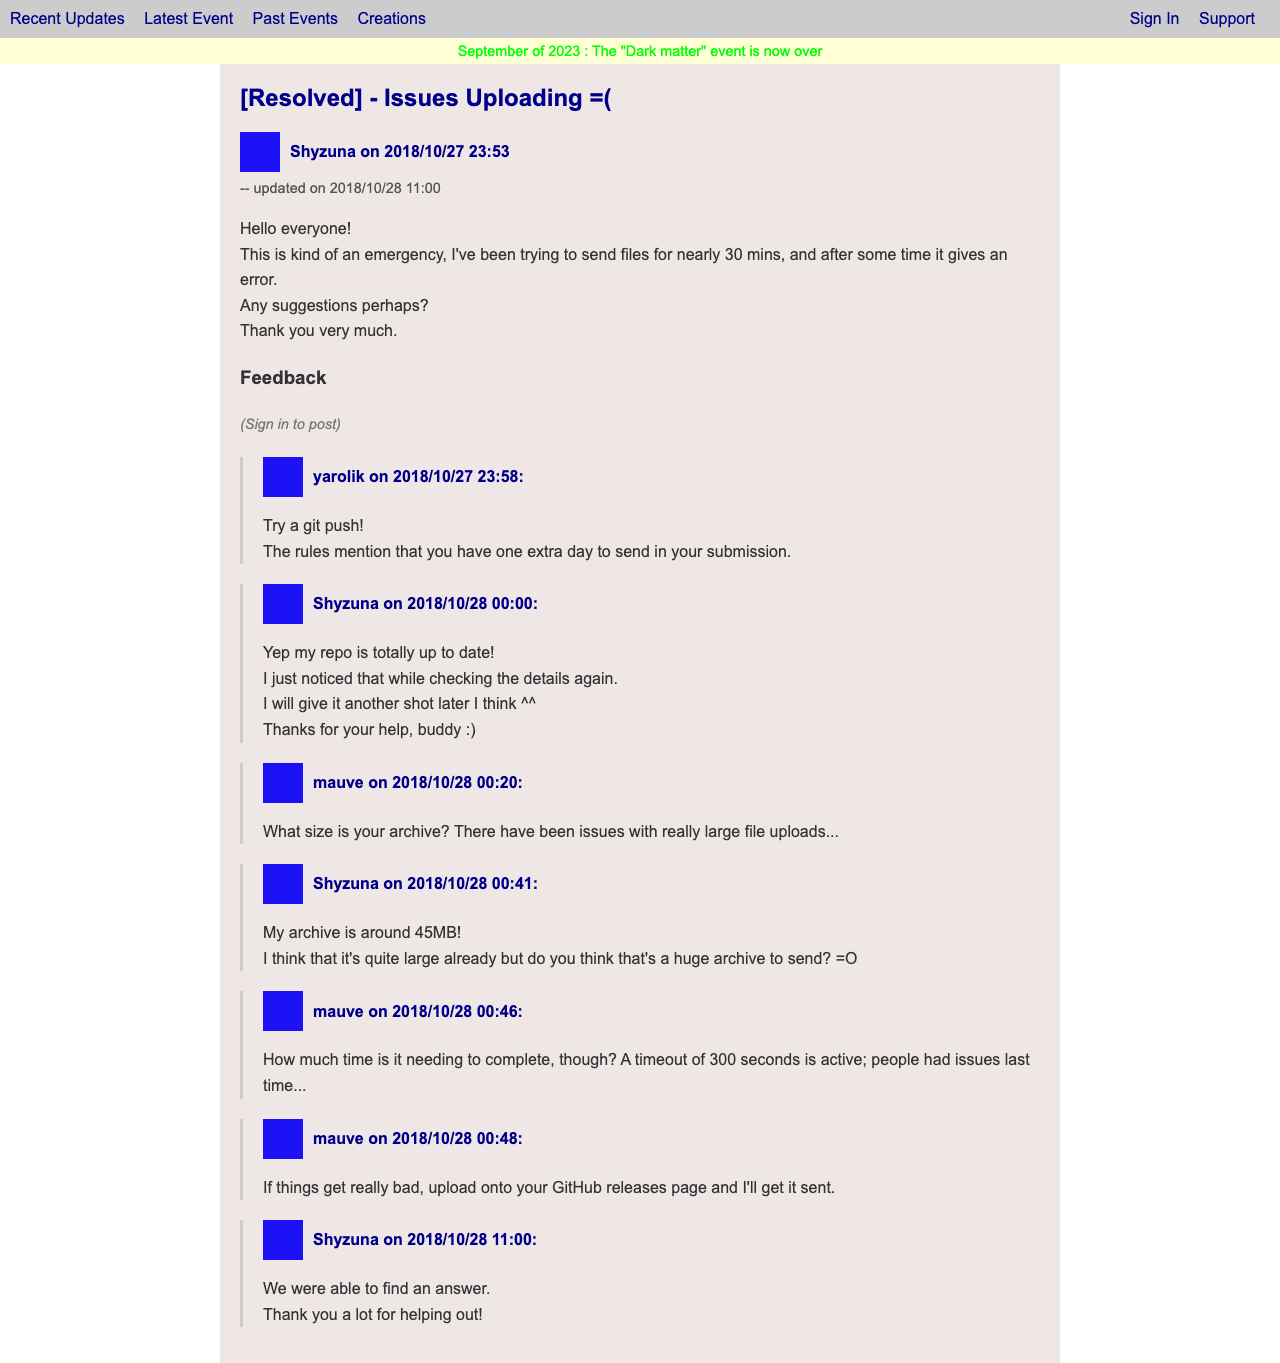 Recent Updates Latest Event Past Events Creations Sign In Support
September of 2023 : The "Dark matter" event is now over
[Resolved] - Issues Uploading =(
Shyzuna on 2018/10/27 23:53
-- updated on 2018/10/28 11:00
Hello everyone!
This is kind of an emergency, I've been trying to send files for nearly 30 mins, and after some time it gives an
error.
Any suggestions perhaps?
Thank you very much.
Feedback
(Sign in to post)
yarolik on 2018/10/27 23:58:
Try a git push!
The rules mention that you have one extra day to send in your submission.
Shyzuna on 2018/10/28 00:00:
Yep my repo is totally up to date!
I just noticed that while checking the details again.
I will give it another shot later I think ^^
Thanks for your help, buddy :)
mauve on 2018/10/28 00:20:
What size is your archive? There have been issues with really large file uploads...
Shyzuna on 2018/10/28 00:41:
My archive is around 45MB!
I think that it's quite large already but do you think that's a huge archive to send? =O
mauve on 2018/10/28 00:46:
How much time is it needing to complete, though? A timeout of 300 seconds is active; people had issues last
time...
mauve on 2018/10/28 00:48:
If things get really bad, upload onto your GitHub releases page and I'll get it sent.
Shyzuna on 2018/10/28 11:00:
We were able to find an answer.
Thank you a lot for helping out!